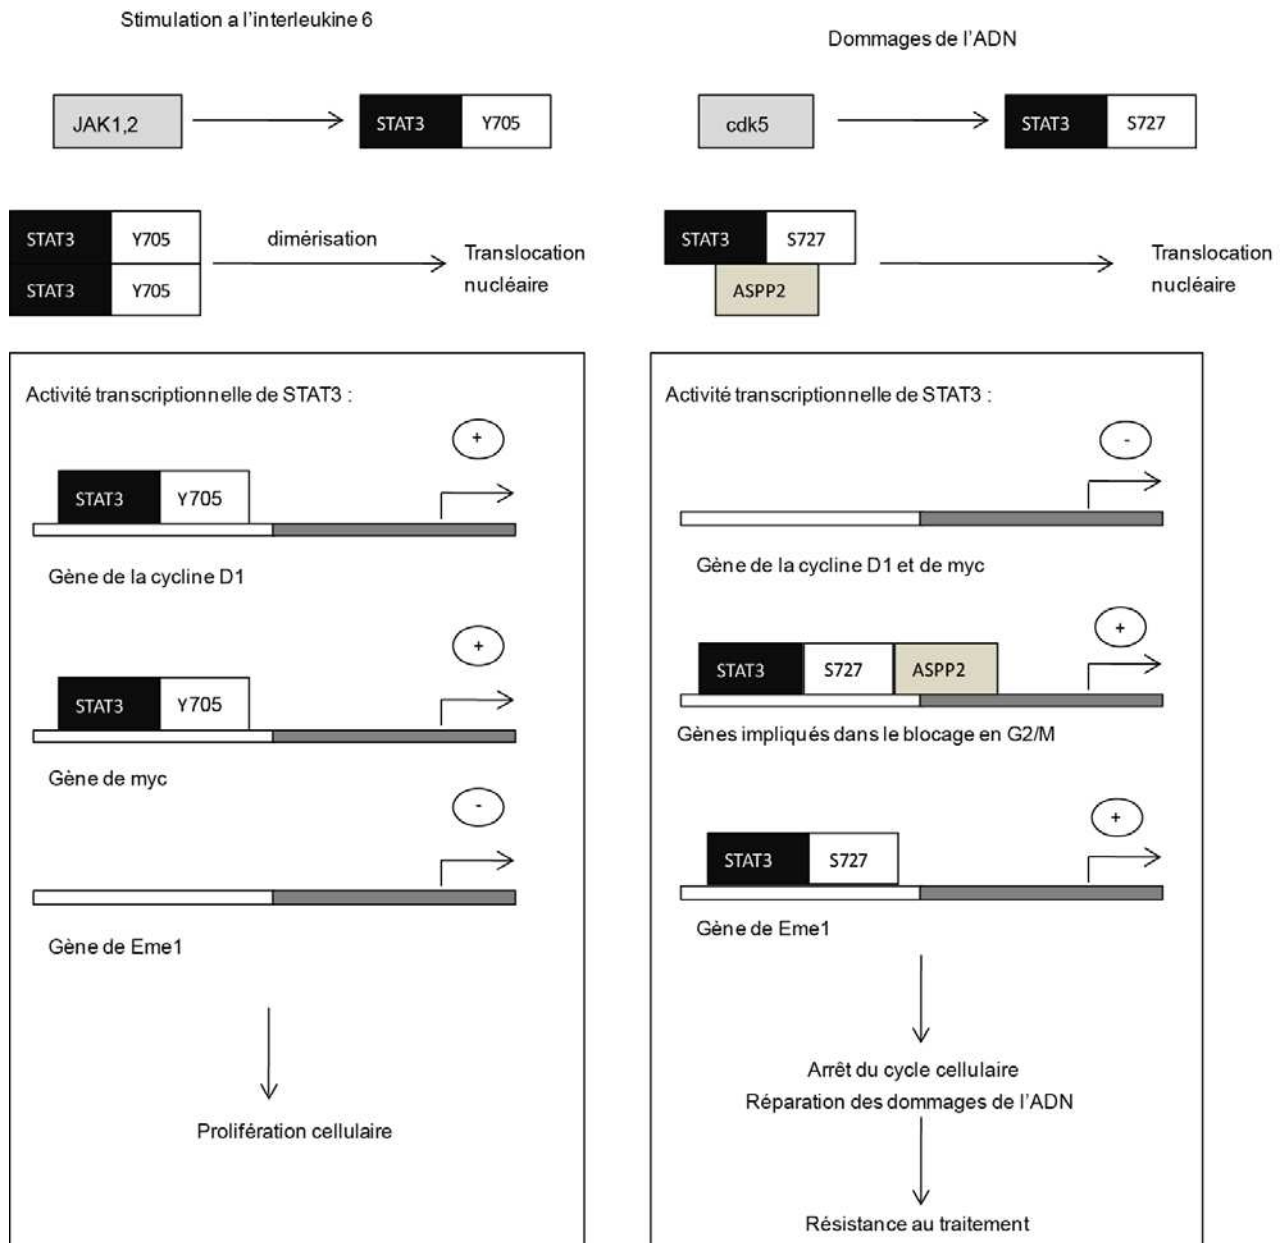 Stimulation a l'interleukine 6
JAK1,2
STAT3
Y705
STAT3
Y705
STAT3
Y705
dimérisation
Translocation
nucléaire
Activité transcriptionnelle de STAT3 :
+
STAT3
Y705
Gène de la cycline D1
+
STAT3
Y705
Gène de myc
-
Gène de Eme1
Prolifération cellulaire
Dommages de l'ADN
cdk5
STAT3
S727
STAT3
S727
ASPP2
Translocation
nucléaire
Activité transcriptionnelle de STAT3 :
-
Gène de la cycline D1 et de myc
+
STAT3
S727
ASPP2
Gènes impliqués dans le blocage en G2/M
+
STAT3
S727
Gène de Eme1
Arrêt du cycle cellulaire
Réparation des dommages de l'ADN
Résistance au traitement